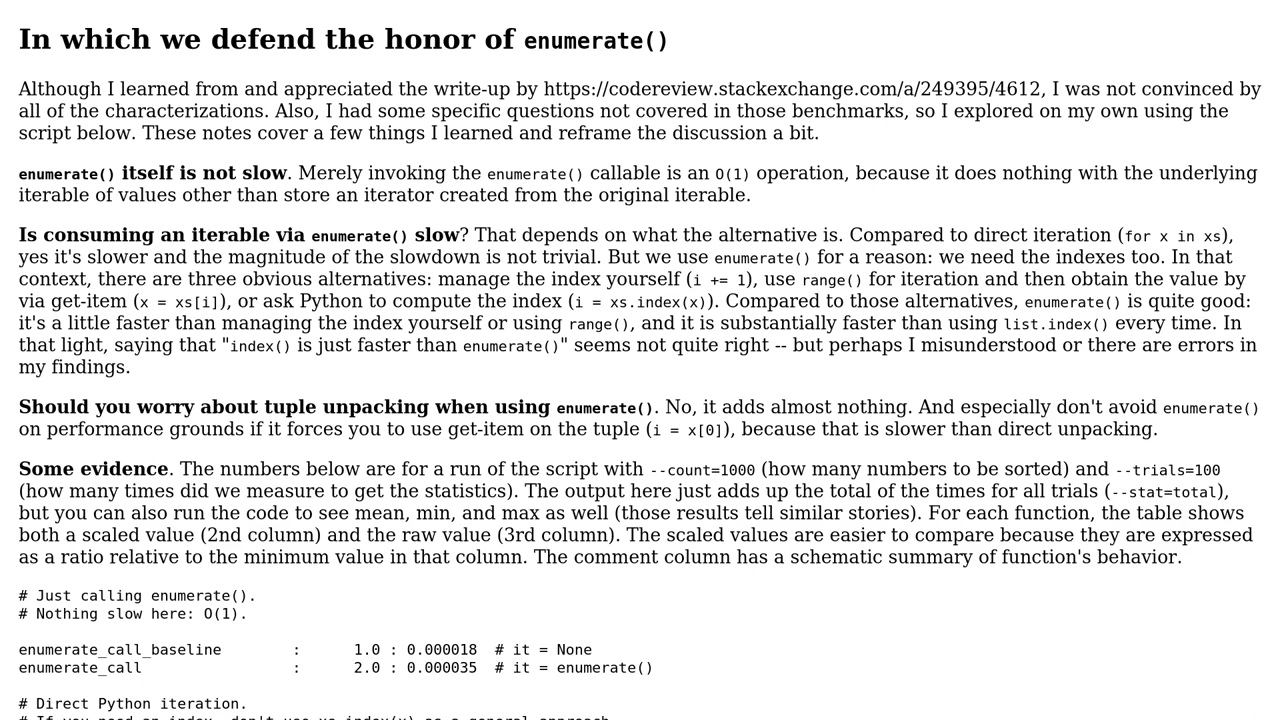 In which we defend the honor of enumerate()
Although I learned from and appreciated the write-up by https://codereview.stackexchange.com/a/249395/4612, I was not convinced by
all of the characterizations. Also, I had some specific questions not covered in those benchmarks, so I explored on my own using the
script below. These notes cover a few things I learned and reframe the discussion a bit.
enumerate() itself is not slow. Merely invoking the enumerate() callable is an O(1) operation, because it does nothing with the underlying
iterable of values other than store an iterator created from the original iterable.
Is consuming an iterable via enumerate() slow? That depends on what the alternative is. Compared to direct iteration (for x in xs),
yes it's slower and the magnitude of the slowdown is not trivial. But we use enumerate() for a reason: we need the indexes too. In that
context, there are three obvious alternatives: manage the index yourself (i += 1), use range() for iteration and then obtain the value by
via get-item (x = xs[i]), or ask Python to compute the index (i = xs.index(x)). Compared to those alternatives, enumerate() is quite good:
it's a little faster than managing the index yourself or using range(), and it is substantially faster than using list.index() every time. In
that light, saying that "index() is just faster than enumerate()" seems not quite right -- but perhaps I misunderstood or there are errors in
my findings.
Should you worry about tuple unpacking when using enumerate(). No, it adds almost nothing. And especially don't avoid enumerate()
on performance grounds if it forces you to use get-item on the tuple (i = x[0]), because that is slower than direct unpacking.
Some evidence. The numbers below are for a run of the script with --count=1000 (how many numbers to be sorted) and --trials=100
(how many times did we measure to get the statistics). The output here just adds up the total of the times for all trials (--stat=total),
but you can also run the code to see mean, min, and max as well (those results tell similar stories). For each function, the table shows
both a scaled value (2nd column) and the raw value (3rd column). The scaled values are easier to compare because they are expressed
as a ratio relative to the minimum value in that column. The comment column has a schematic summary of function's behavior.
# Just calling enumerate().
# Nothing slow here: O(1).
enumerate_call_baseline : 1.0 : 0.000018 # it = None
enumerate_call : 2.0 : 0.000035 # it = enumerate()
# Direct Python iteration.
# If you need an index, don't use xs.index(x) as a general approach.